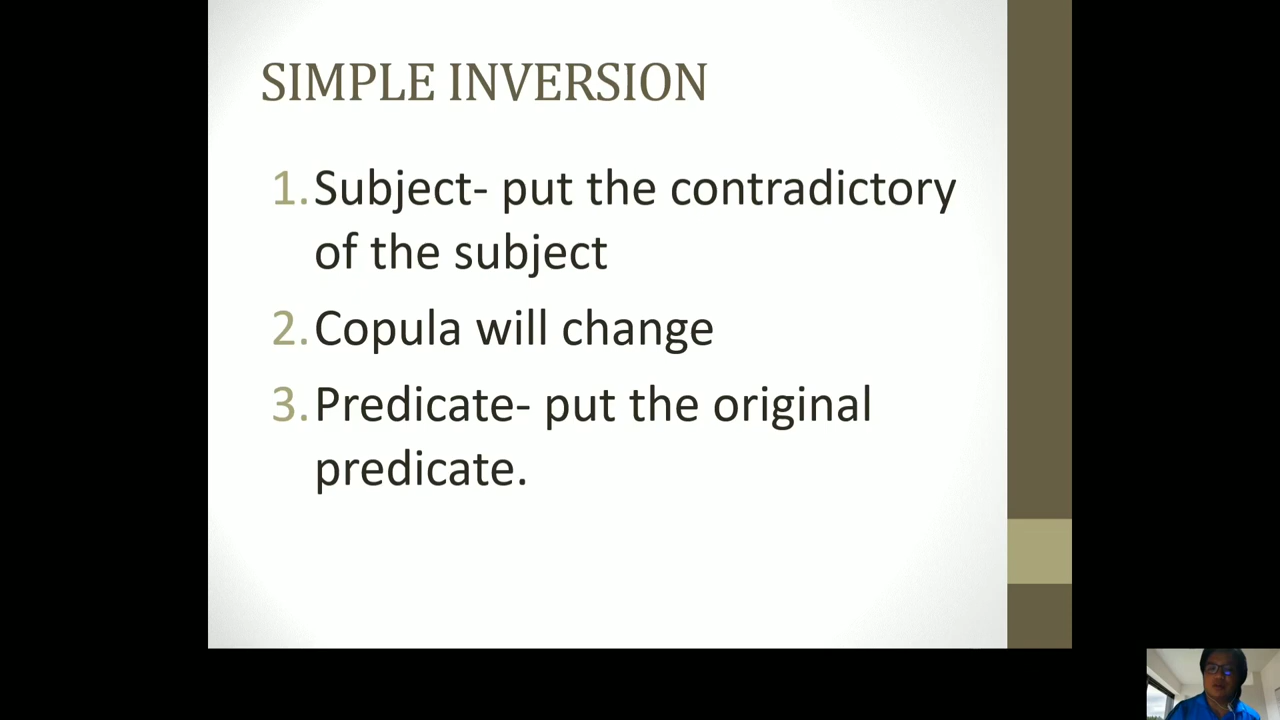 SIMPLE INVERSION
1. Subject- put the contradictory
of the subject
2. Copula will change
3. Predicate- put the original
predicate.